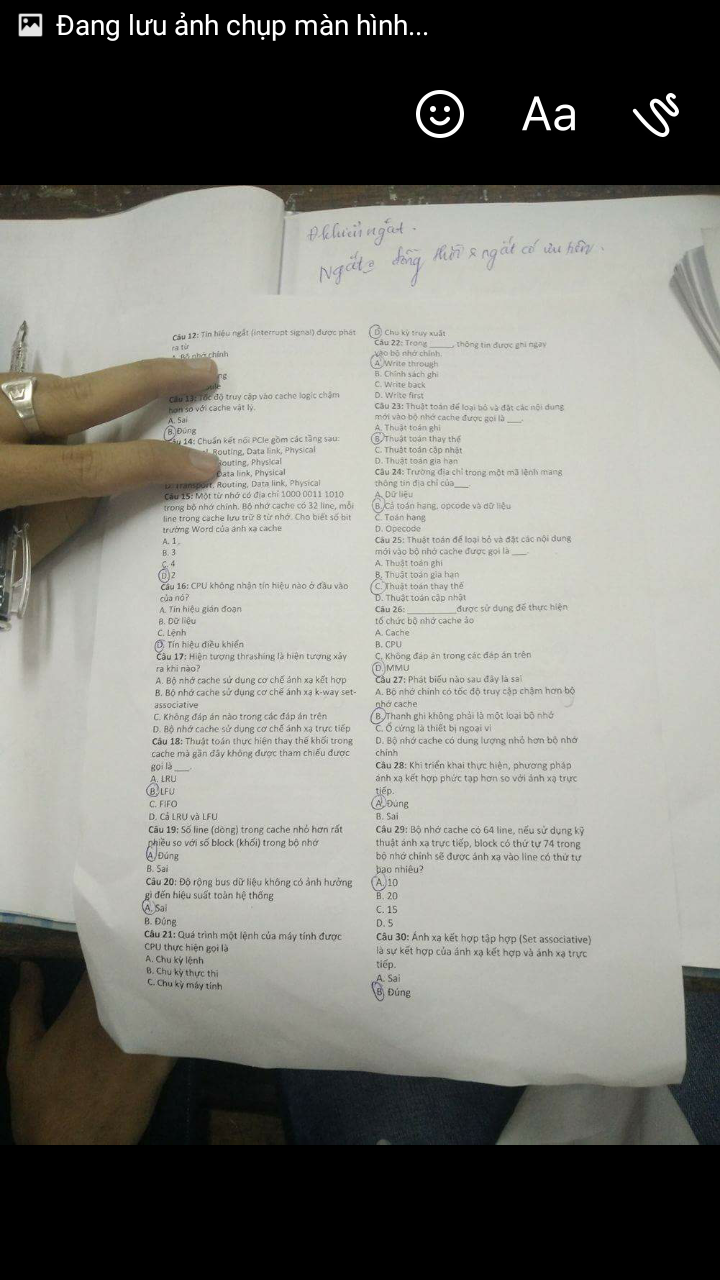 Đang lưu ảnh chụp màn hình...
Aa
Ngắt
đồng thời
ngắt có ưu tiên.
Câu 12: Tín hiệu ngắt (interrupt signal) được phát
ra từ
A. Bộ nhớ chính
Câu 13: Tốc độ truy cập vào cache logic chậm
hơn so với cache vật lý.
A. Sai
B. Đúng
Câu 14: Chuẩn kết nối PCIe gồm các tầng sau:
Routing, Data link, Physical
Routing, Physical
Data link, Physical
D. Transport, Routing, Data link, Physical
Câu 15: Một từ nhớ có địa chỉ 1000 0011 1010
trong bộ nhớ chính. Bộ nhớ cache có 32 line, mỗi
line trong cache lưu trữ 8 từ nhớ. Cho biết số bit
trường Word của ánh xạ cache
A. 1
B. 3
C. 4
D. 2
Câu 16: CPU không nhận tín hiệu nào ở đầu vào
của nó?
A. Tín hiệu gián đoạn
B. Dữ liệu
C. Lệnh
D. Tín hiệu điều khiển
Câu 17: Hiện tượng thrashing là hiện tượng xảy
ra khi nào?
A. Bộ nhớ cache sử dụng cơ chế ánh xạ kết hợp
B. Bộ nhớ cache sử dụng cơ chế ánh xạ k-way set-
associative
C. Không đáp án nào trong các đáp án trên
D. Bộ nhớ cache sử dụng cơ chế ánh xạ trực tiếp
Câu 18: Thuật toán thực hiện thay thế khối trong
cache mà gần đây không được tham chiếu được
gọi là ____.
A. LRU
B. LFU
C. FIFO
D. Cả LRU và LFU
Câu 19: Số line (dòng) trong cache nhỏ hơn rất
nhiều so với số block (khối) trong bộ nhớ
A. Đúng
B. Sai
Câu 20: Độ rộng bus dữ liệu không có ảnh hưởng
gì đến hiệu suất toàn hệ thống
A. Sai
B. Đúng
Câu 21: Quá trình một lệnh của máy tính được
CPU thực hiện gọi là
A. Chu kỳ lệnh
B. Chu kỳ thực thi
C. Chu kỳ máy tính
D. Chu kỳ truy xuất
Câu 22: Trong ______, thông tin được ghi ngay
vào bộ nhớ chính.
A. Write through
B. Chính sách ghi
C. Write back
D. Write first
Câu 23: Thuật toán để loại bỏ và đặt các nội dung
mới vào bộ nhớ cache được gọi là ____.
A. Thuật toán ghi
B. Thuật toán thay thế
C. Thuật toán cập nhật
D. Thuật toán gia hạn
Câu 24: Trường địa chỉ trong một mã lệnh mang
thông tin địa chỉ của____
A. Dữ liệu
B. Cả toán hạng, opcode và dữ liệu
C. Toán hạng
D. Opecode
Câu 25: Thuật toán để loại bỏ và đặt các nội dung
mới vào bộ nhớ cache được gọi là ____.
A. Thuật toán ghi
B. Thuật toán gia hạn
C. Thuật toán thay thế
D. Thuật toán cập nhật
Câu 26: ____________được sử dụng để thực hiện
tổ chức bộ nhớ cache ảo
A. Cache
B. CPU
C. Không đáp án trong các đáp án trên
D. MMU
Câu 27: Phát biểu nào sau đây là sai
A. Bộ nhớ chính có tốc độ truy cập chậm hơn bộ
nhớ cache
B. Thanh ghi không phải là một loại bộ nhớ
C. Ổ cứng là thiết bị ngoại vi
D. Bộ nhớ cache có dung lượng nhỏ hơn bộ nhớ
chính
Câu 28: Khi triển khai thực hiện, phương pháp
ánh xạ kết hợp phức tạp hơn so với ánh xạ trực
tiếp.
A. Đúng
B. Sai
Câu 29: Bộ nhớ cache có 64 line, nếu sử dụng kỹ
thuật ánh xạ trực tiếp, block có thứ tự 74 trong
bộ nhớ chính sẽ được ánh xạ vào line có thứ tự
bao nhiêu?
A. 10
B. 20
C. 15
D. 5
Câu 30: Ánh xạ kết hợp tập hợp (Set associative)
là sự kết hợp của ánh xạ kết hợp và ánh xạ trực
tiếp.
A. Sai
B. Đúng